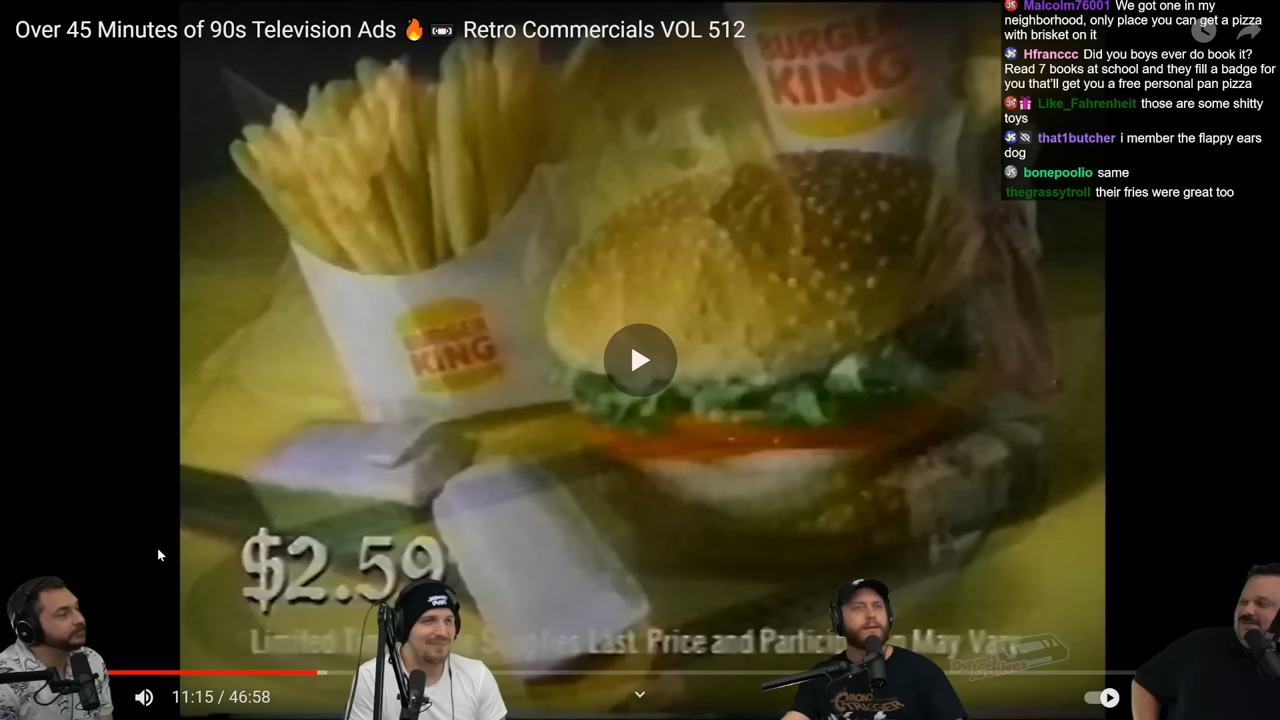 Over 45 Minutes of 90s Television Ads 🔥📼 Retro Commercials VOL 512
Malcolm76001 We got one in my
neighborhood, only place you can get a pizza
with brisket on it
Hfranccc Did you boys ever do book it?
Read 7 books at school and they fill a badge for
you that'll get you a free personal pan pizza
Like_Fahrenheit those are some shitty
toys
that1butcher i member the flappy ears
dog
bonepoolio same
thegrassytroll their fries were great too
BURGER
KING
BURGER
KING
$2.59
Limited Supplies Last. Price and May Vary
CHRONO
TRIGGER
11:15 / 46:58